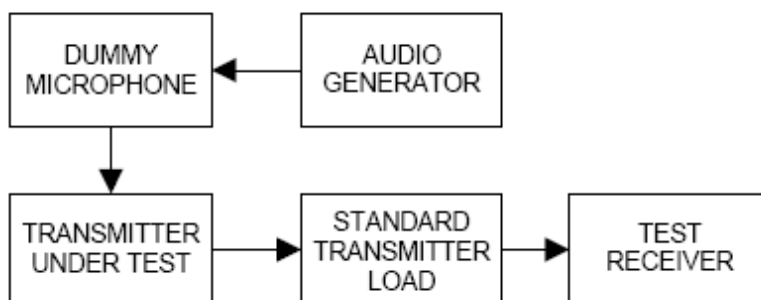 DUMMY
MICROPHONE
AUDIO
GENERATOR
TRANSMITTER
UNDER TEST
STANDARD
TRANSMITTER
LOAD
TEST
RECEIVER